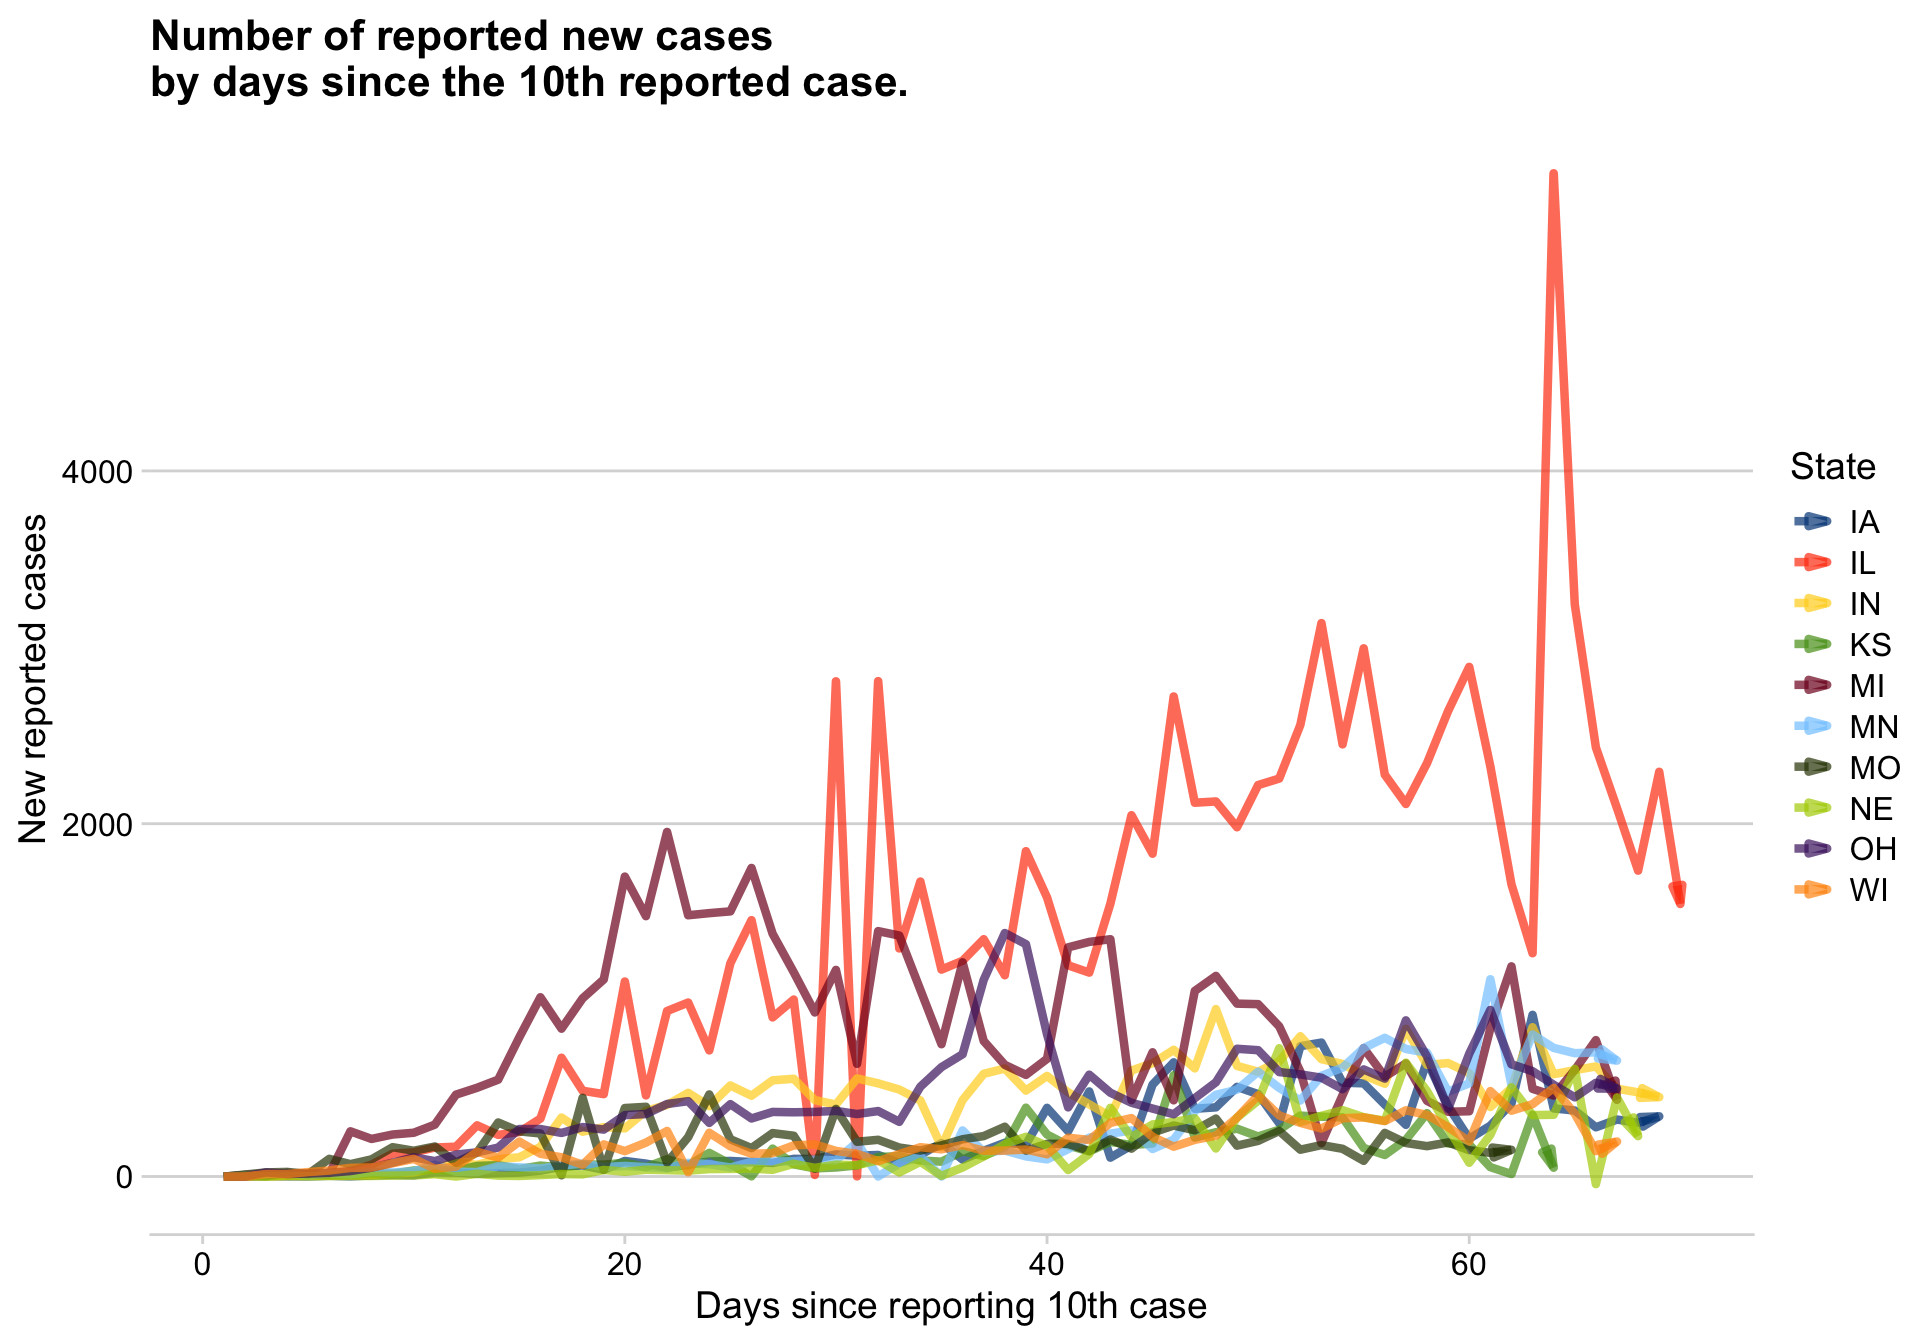 Number of reported new cases
by days since the 10th reported case.
4000
2000
0
New reported cases
0
20
40
60
Days since reporting 10th case
State
IA
IL
IN
KS
MI
MN
MO
NE
OH
WI